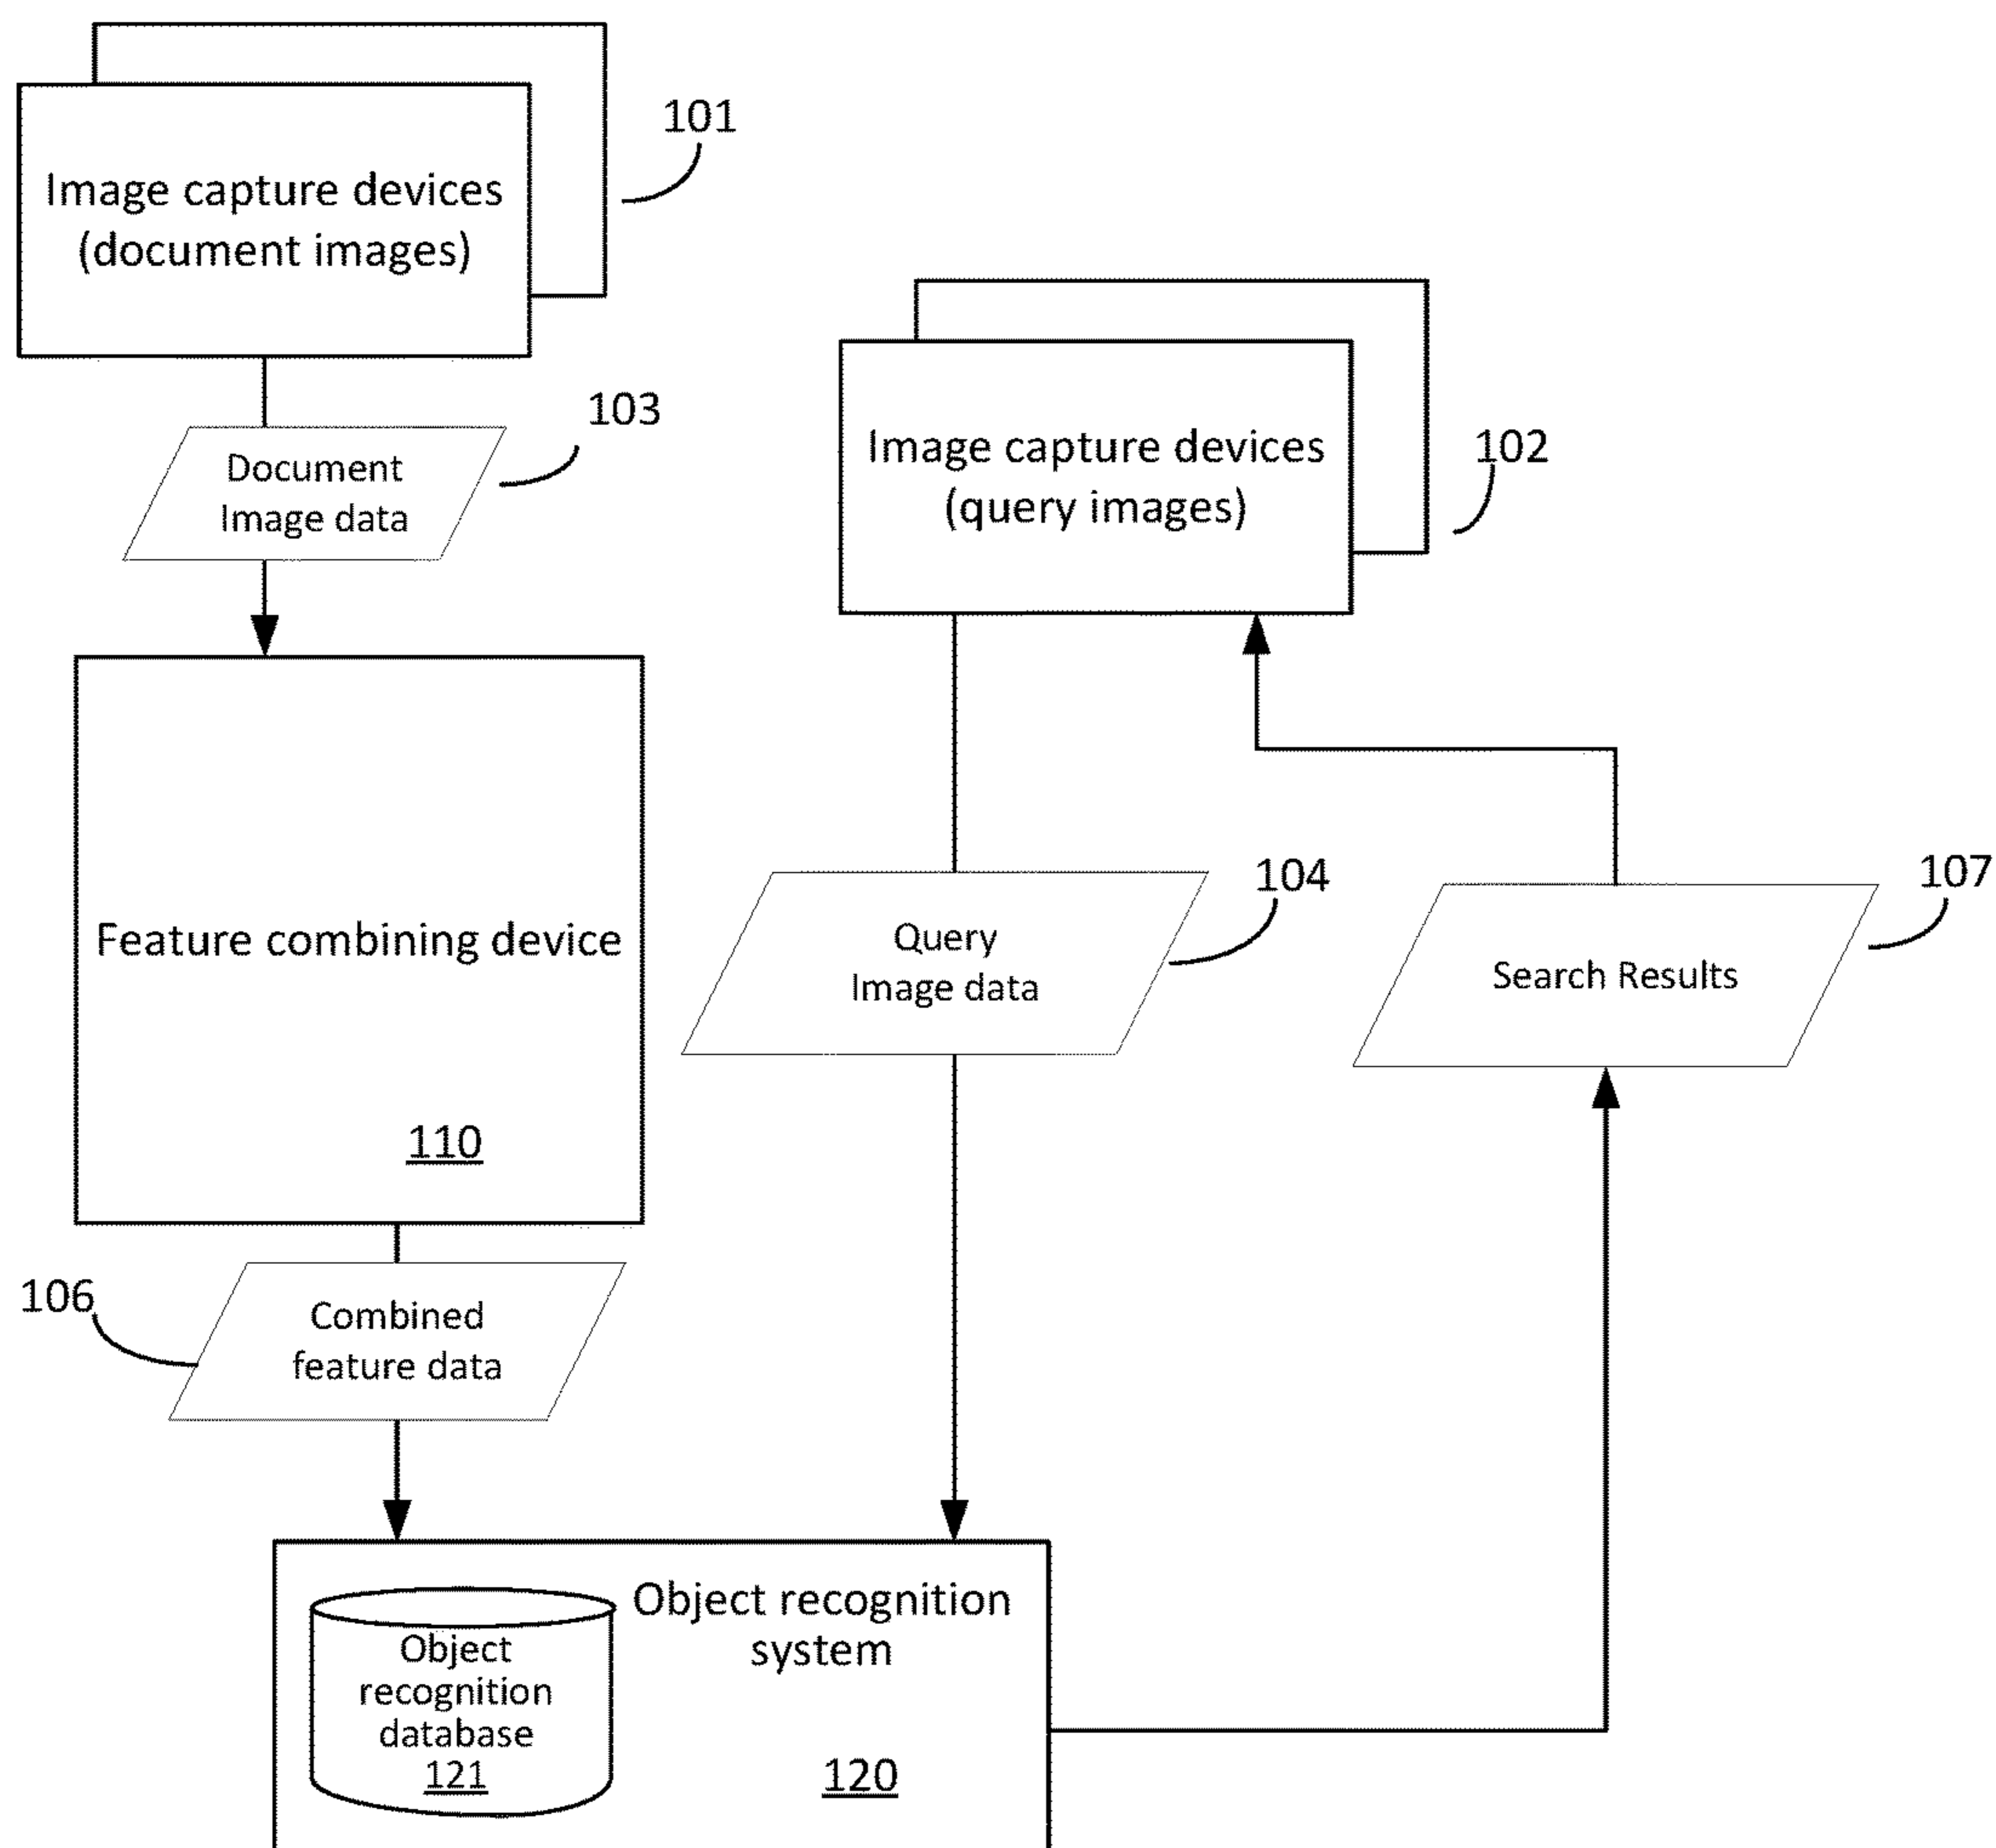 101
Image capture devices
(document images)
103
Document
Image data
Image capture devices
(query images)
102
Feature combining device
110
104
Query
Image data
107
Search Results
106
Combined
feature data
Object recognition
system
Object
recognition
database
121
120